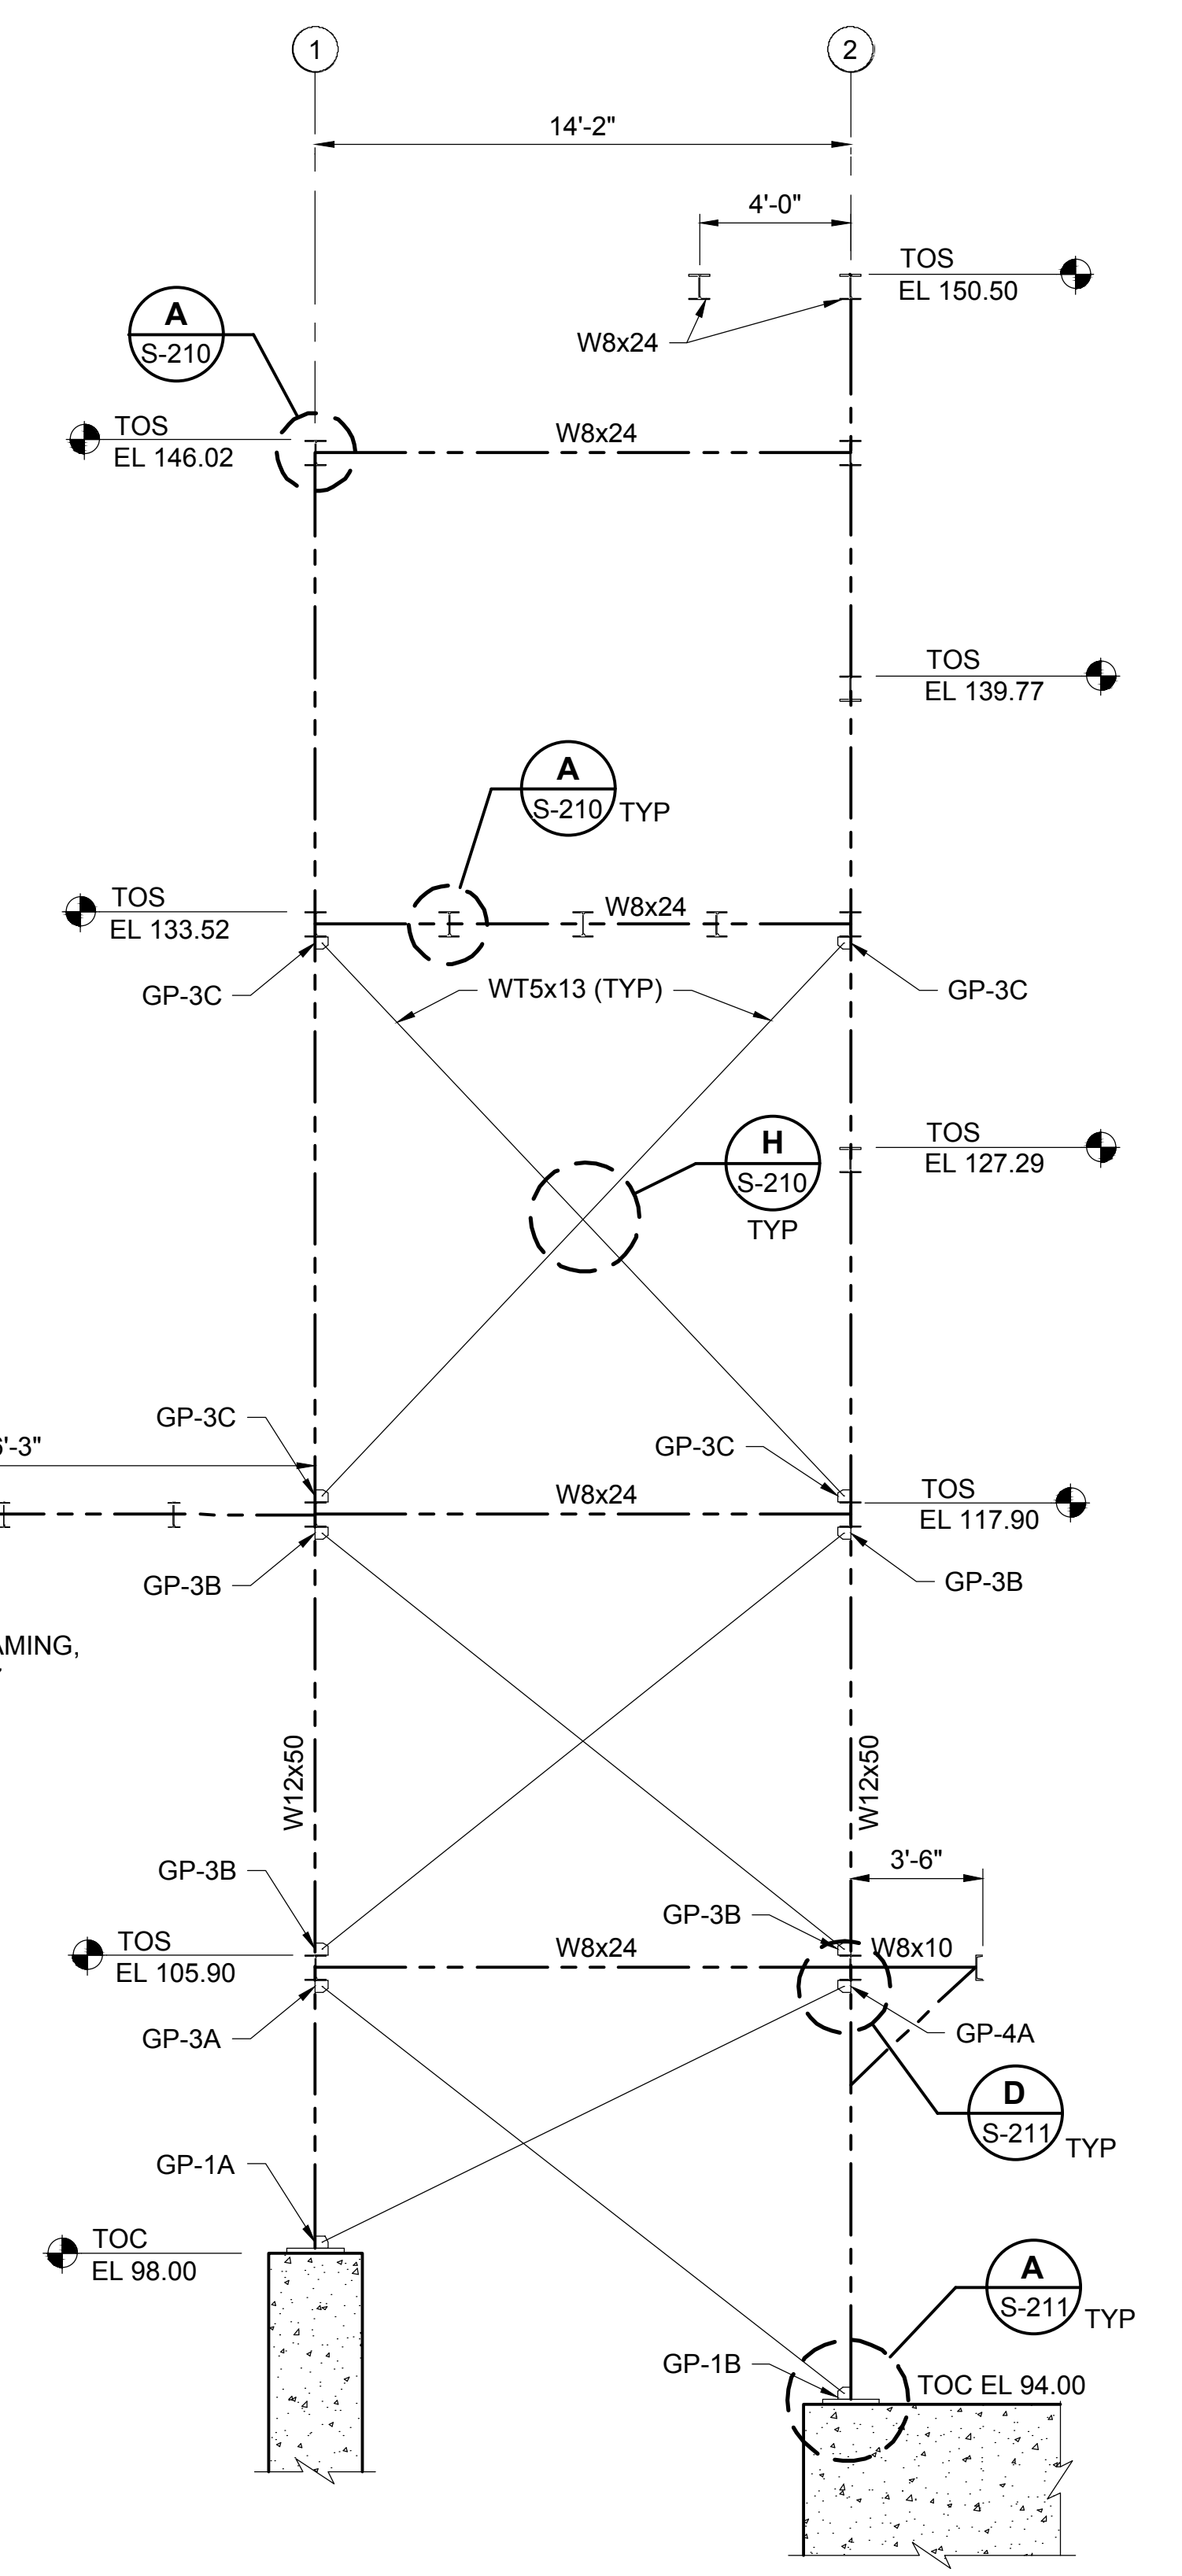 1
2
14'-2"
4'-0"
TOS
EL 150.50
A
S-210
W8x24
TOS
EL 146.02
W8x24
TOS
EL 139.77
A
S-210
TYP
TOS
EL 133.52
W8x24
GP-3C
WT5x13 (TYP)
GP-3C
H
S-210
TYP
TOS
EL 127.29
GP-3C
GP-3C
'-3"
W8x24
TOS
EL 117.90
GP-3B
GP-3B
AMING,
W12x50
W12x50
3'-6"
GP-3B
GP-3B
W8x10
TOS
EL 105.90
W8x24
GP-3A
GP-4A
D
S-211
TYP
GP-1A
TOC
EL 98.00
A
S-211
TYP
GP-1B
TOC EL 94.00